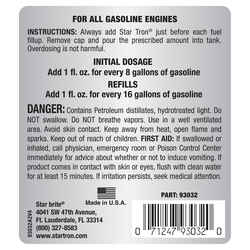 FOR ALL GASOLINE ENGINES
INSTRUCTIONS: Always add Star Tron® just before each fuel
fillup. Remove cap and pour the prescribed amount into tank.
Overdosing is not harmful.
INITIAL DOSAGE
Add 1 fl. oz. for every 8 gallons of gasoline
REFILLS
Add 1 fl. oz. for every 16 gallons of gasoline
DANGER: Contains Petroleum distillates, hydrotreated light. Do
NOT swallow. Do NOT breathe vapors. Use in a well ventilated
area. Avoid skin contact. Keep away from heat, open flame and
sparks. Keep out of reach of children. FIRST AID: If swallowed or
inhaled, call physician, emergency room or Poison Control Center
immediately for advice about whether or not to induce vomiting. If
product comes in contact with skin or eyes, flush with clean water
for at least 15 minutes. If irritation persists, seek medical attention.
93032A294
Star brite®
4041 SW 47th Avenue,
Ft. Lauderdale, FL 33314
(800) 327-8583
www.startron.com
MADE IN U.S.A.
Made in U.S.A.
PART: 93032
0 71247 93032 0